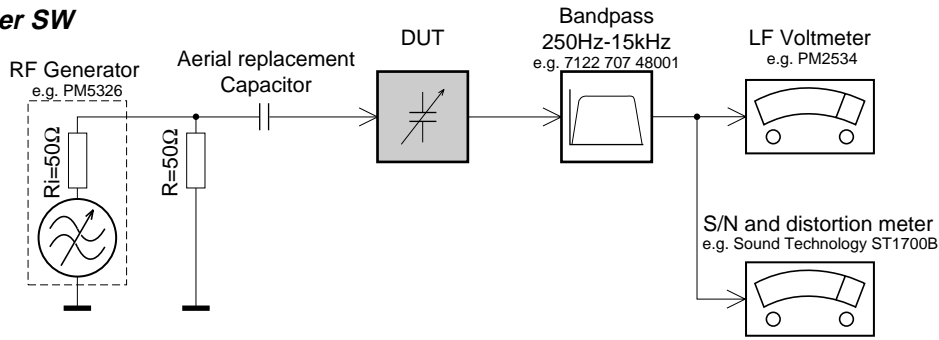 er SW
RF Generator
e.g. PM5326
Ri=50Ω
R=50Ω
Aerial replacement
Capacitor
DUT
Bandpass
250Hz-15kHz
e.g. 7122 707 48001
LF Voltmeter
e.g. PM2534
S/N and distortion meter
e.g. Sound Technology ST1700B